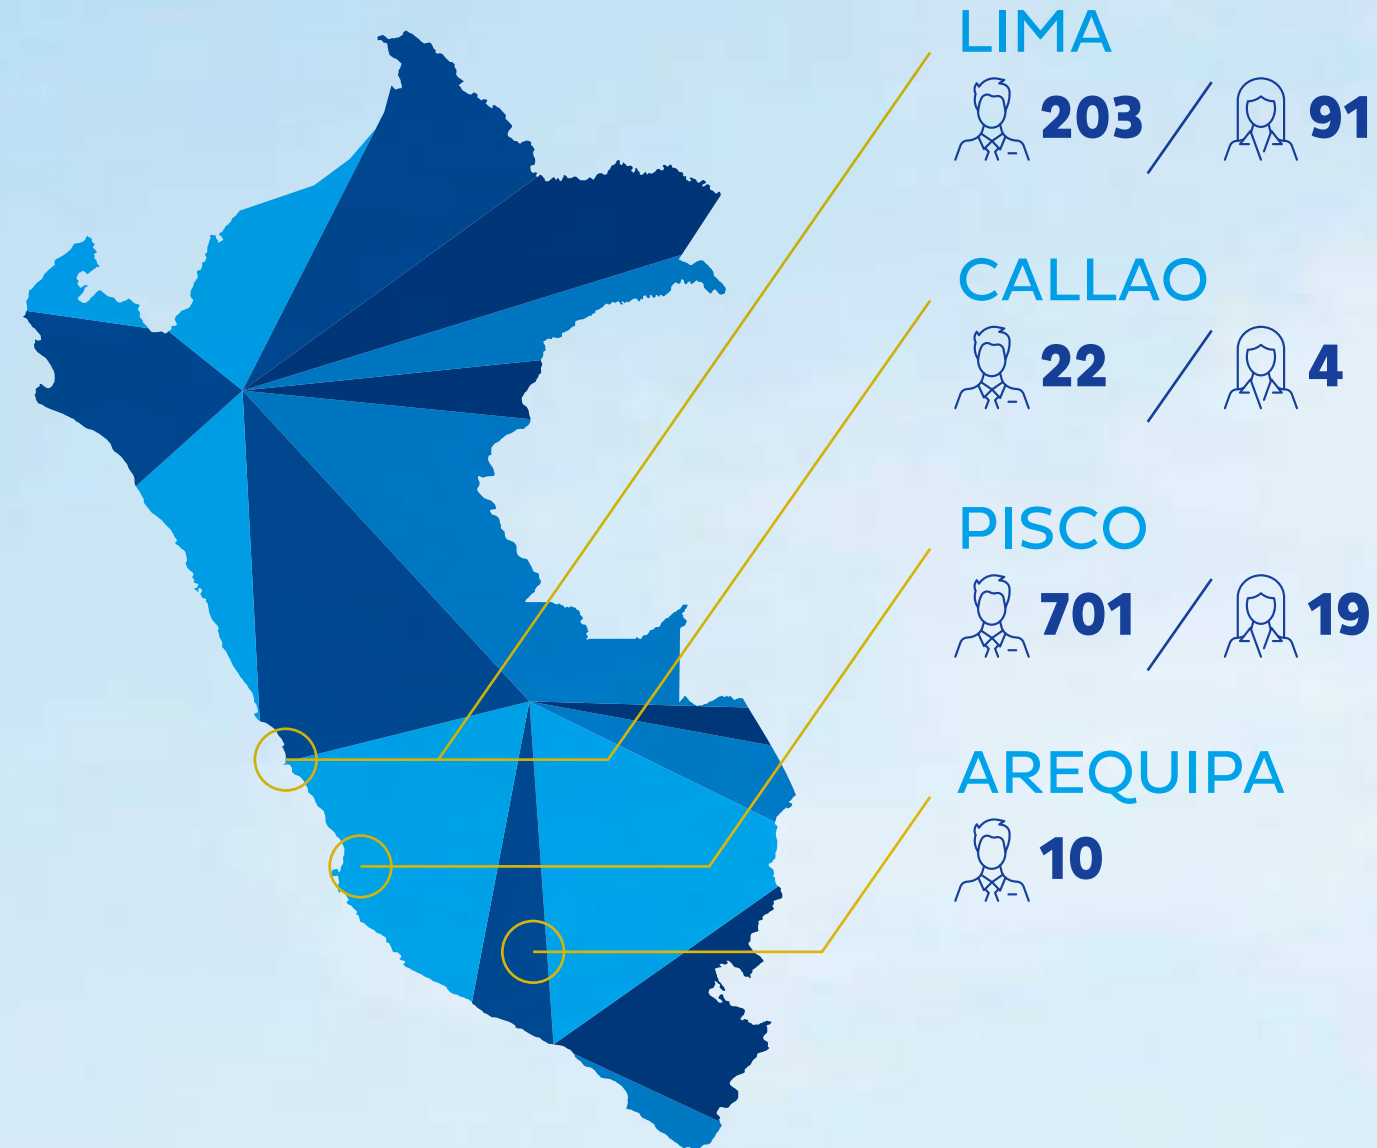 LIMA
203 / 91
CALLAO
22 / 4
PISCO
701 / 19
AREQUIPA
10